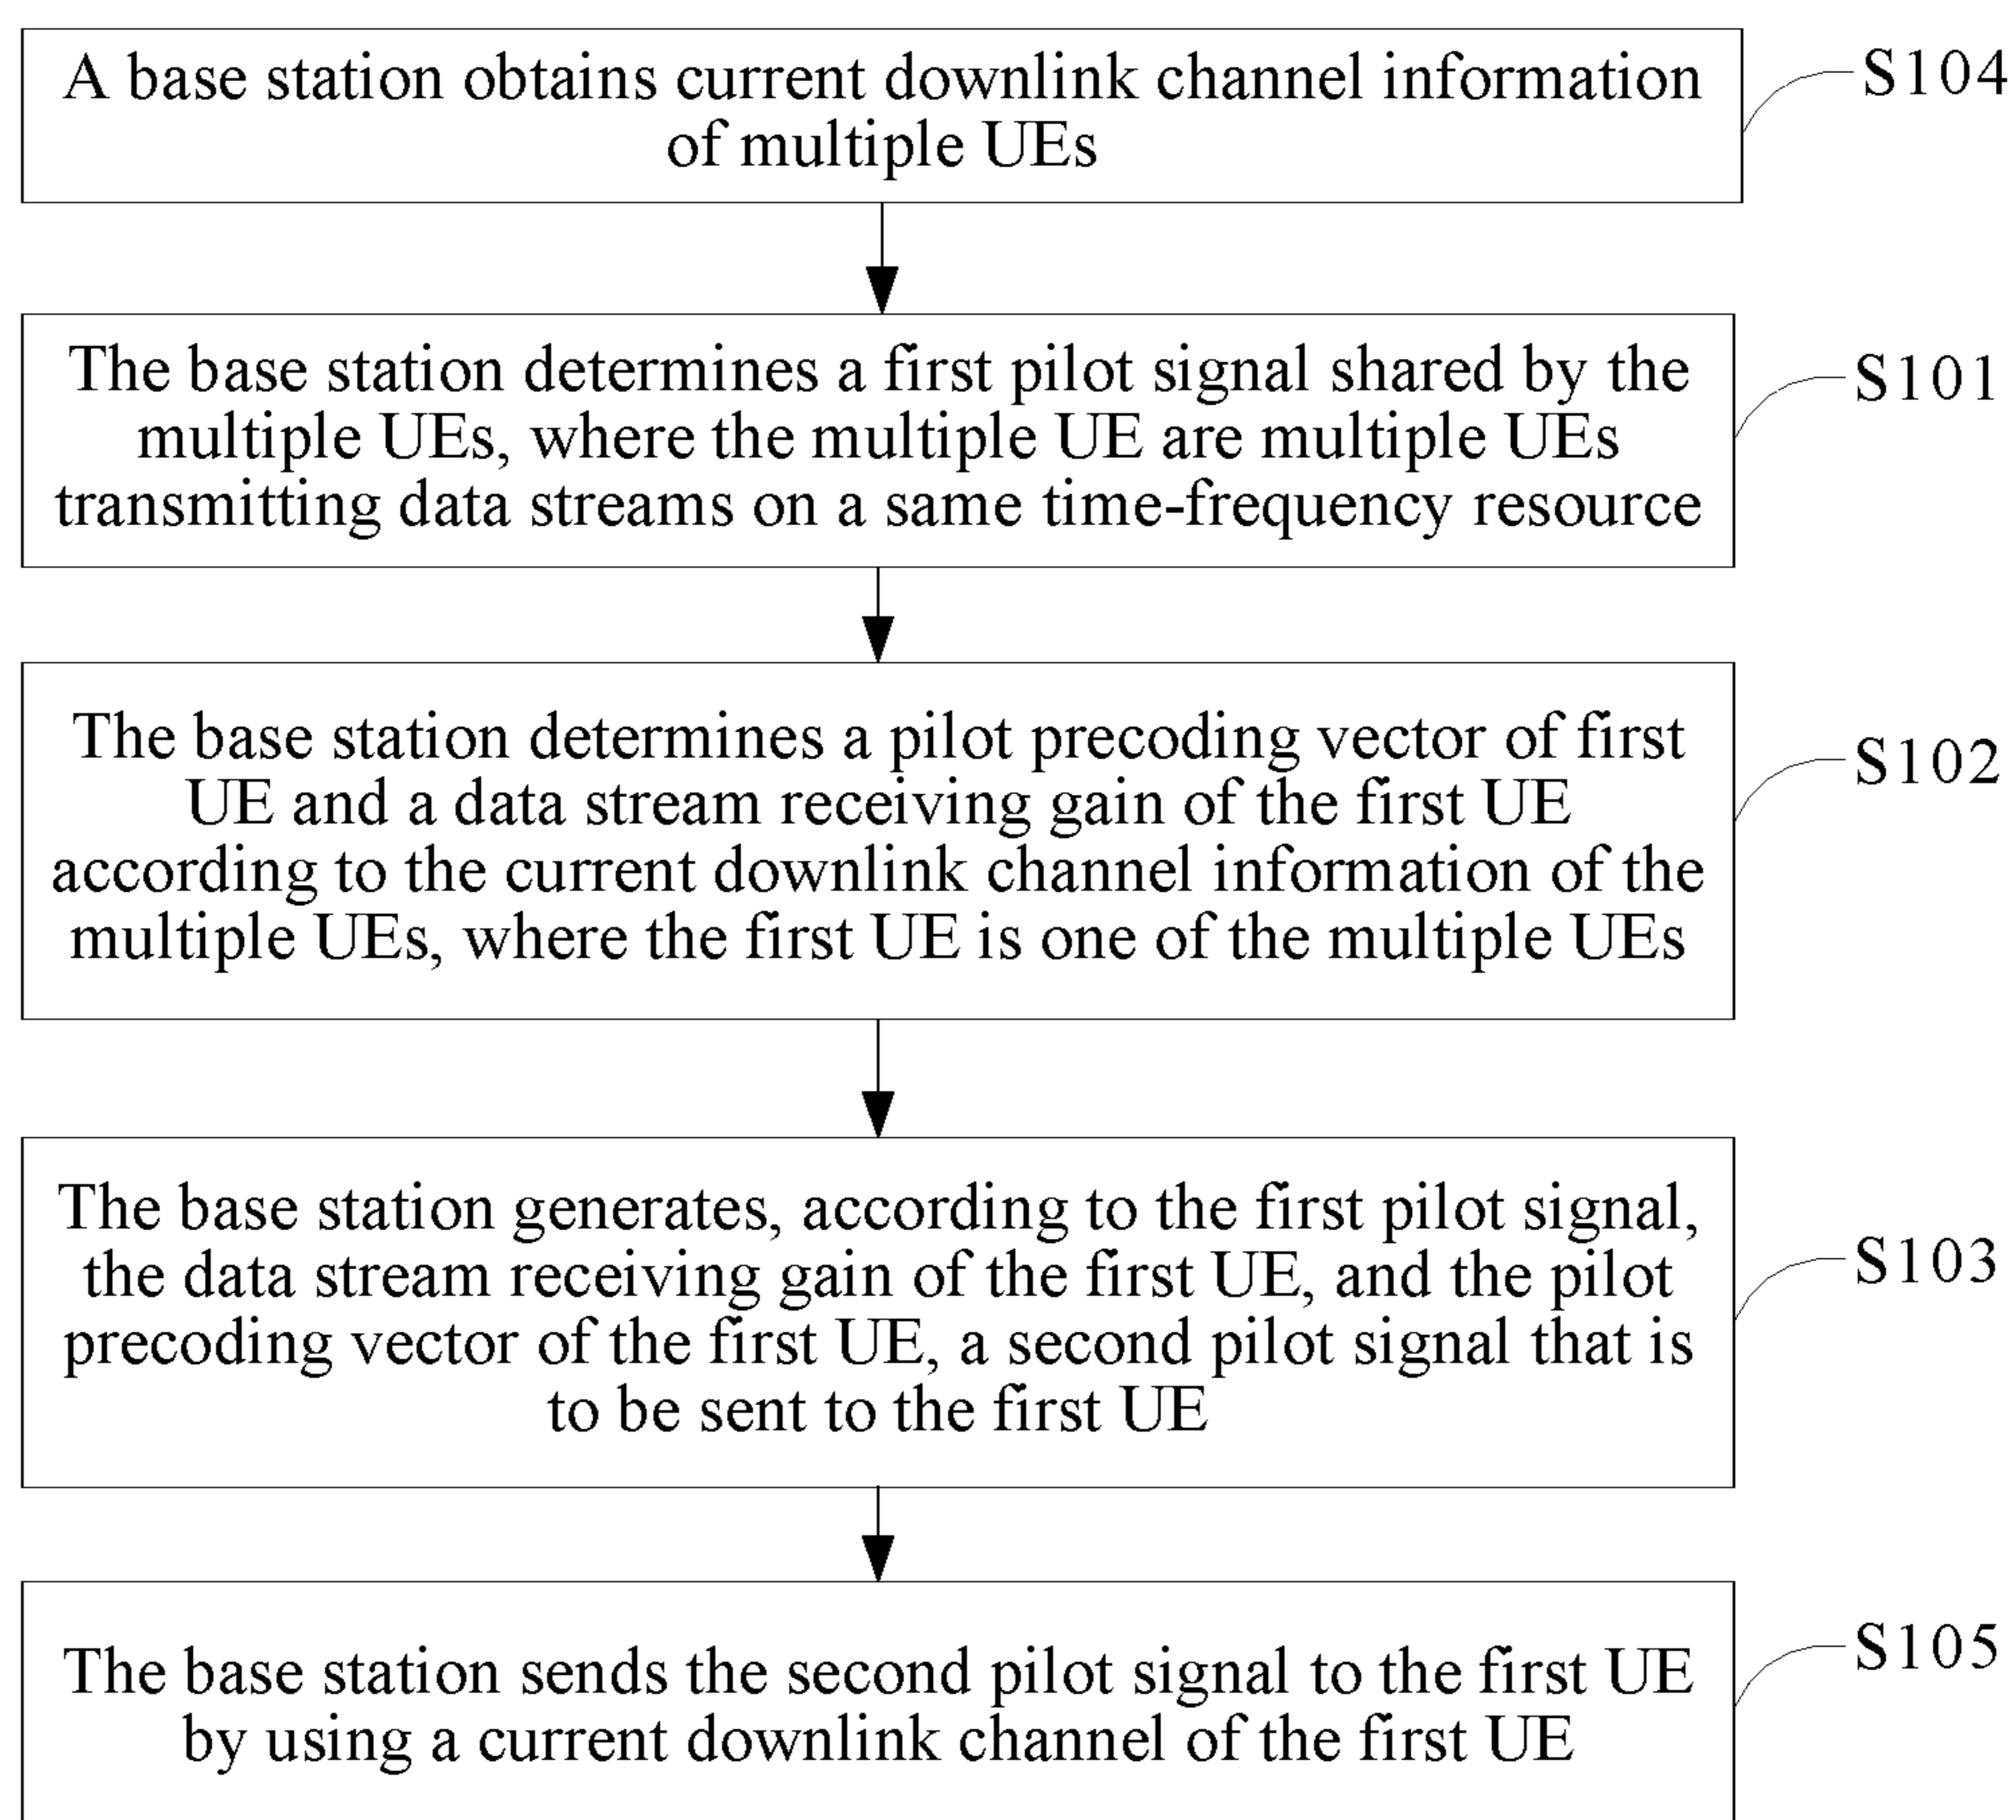 A base station obtains current downlink channel information
of multiple UEs
S104
The base station determines a first pilot signal shared by the
multiple UEs, where the multiple UE are multiple UEs
transmitting data streams on a same time-frequency resource
S101
The base station determines a pilot precoding vector of first
UE and a data stream receiving gain of the first UE
according to the current downlink channel information of the
multiple UEs, where the first UE is one of the multiple UEs
S102
The base station generates, according to the first pilot signal,
the data stream receiving gain of the first UE, and the pilot
precoding vector of the first UE, a second pilot signal that is
to be sent to the first UE
S103
The base station sends the second pilot signal to the first UE
by using a current downlink channel of the first UE
S105